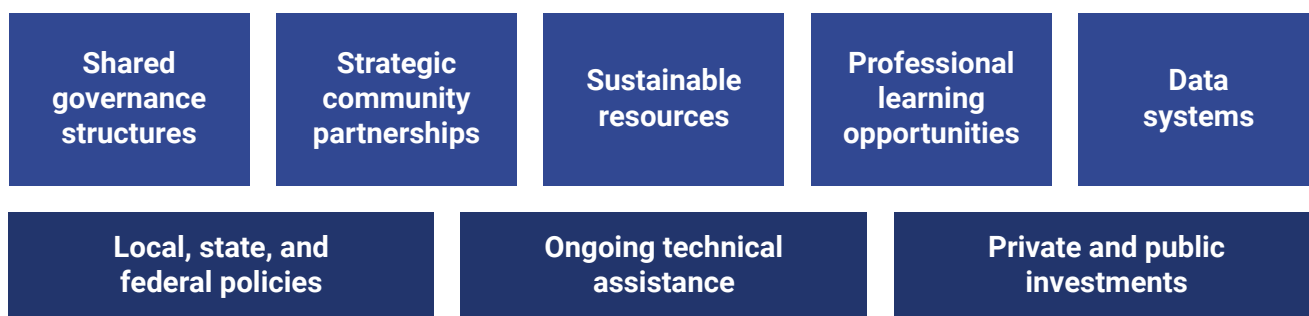 Shared
governance
structures
Strategic
community
partnerships
Sustainable
resources
Professional
learning
opportunities
Data
systems
Local, state, and
federal policies
Ongoing technical
assistance
Private and public
investments